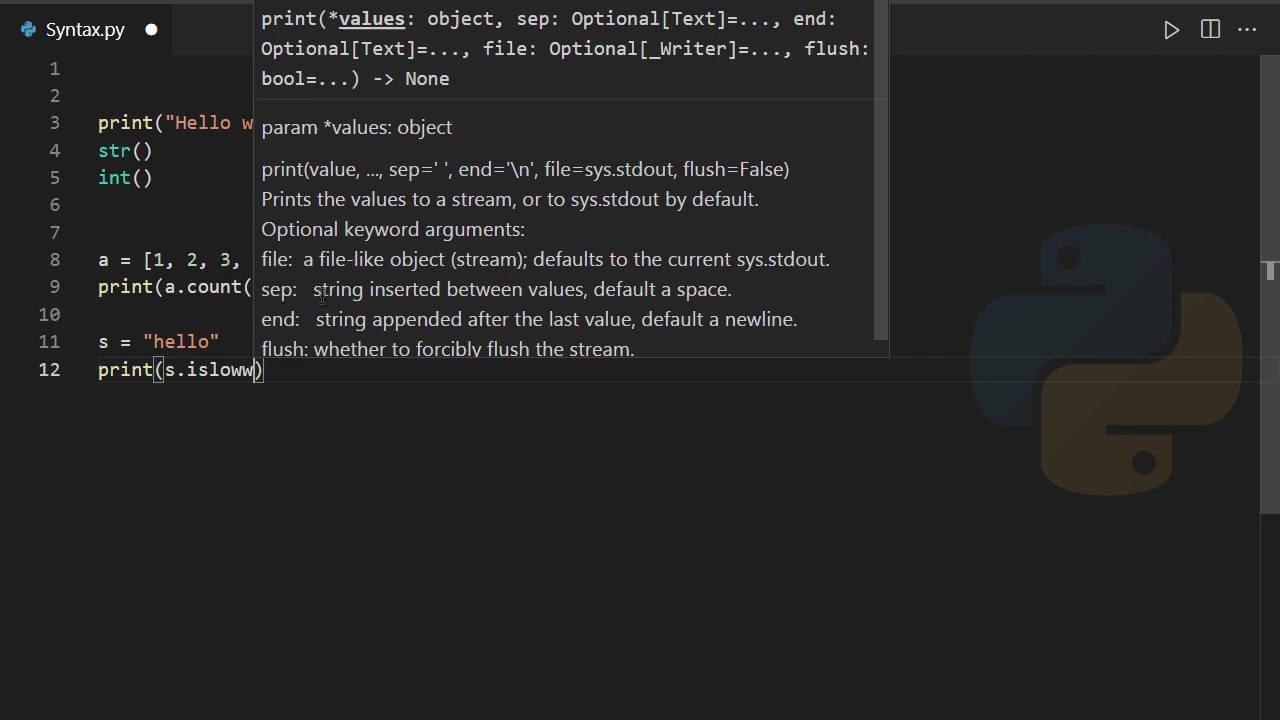 Syntax.py
print(*values: object, sep: Optional[Text]=..., end:
Optional[Text]=..., file: Optional[_Writer]=..., flush:
bool=...) -> None
param *values: object
print(value, ..., sep=' ', end='\n', file=sys.stdout, flush=False)
Prints the values to a stream, or to sys.stdout by default.
Optional keyword arguments:
file: a file-like object (stream); defaults to the current sys.stdout.
sep: string inserted between values, default a space.
end: string appended after the last value, default a newline.
flush: whether to forcibly flush the stream.
1
2
3 print("Hello w
4 str()
5 int()
6
7
8 a = [1, 2, 3,
9 print(a.count(
10
11 s = "hello"
12 print(s.isloww)